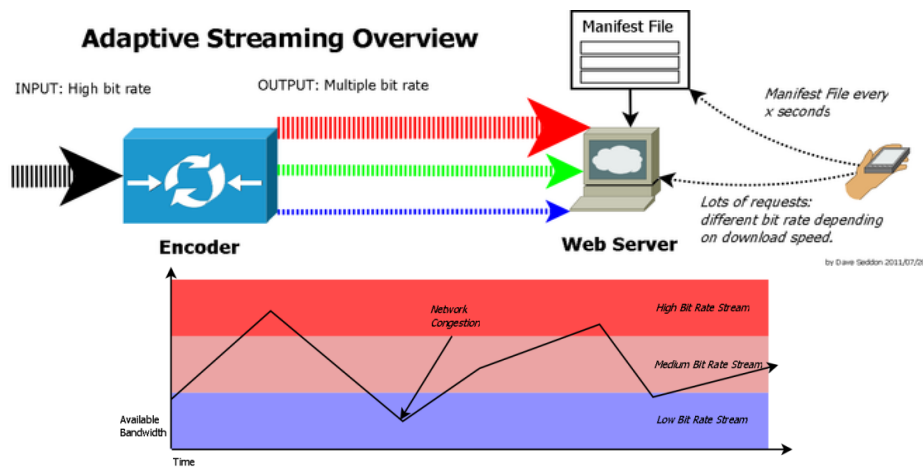 Adaptive Streaming Overview
Manifest File
INPUT: High bit rate
OUTPUT: Multiple bit rate
Manifest File every
x seconds
Lots of requests:
different bit rate depending
on download speed.
Encoder
Web Server
by Dave Seddon 2011/07/28
High Bit Rate Stream
Network
Congestion
Medium Bit Rate Stream
Available
Bandwidth
Low Bit Rate Stream
Time